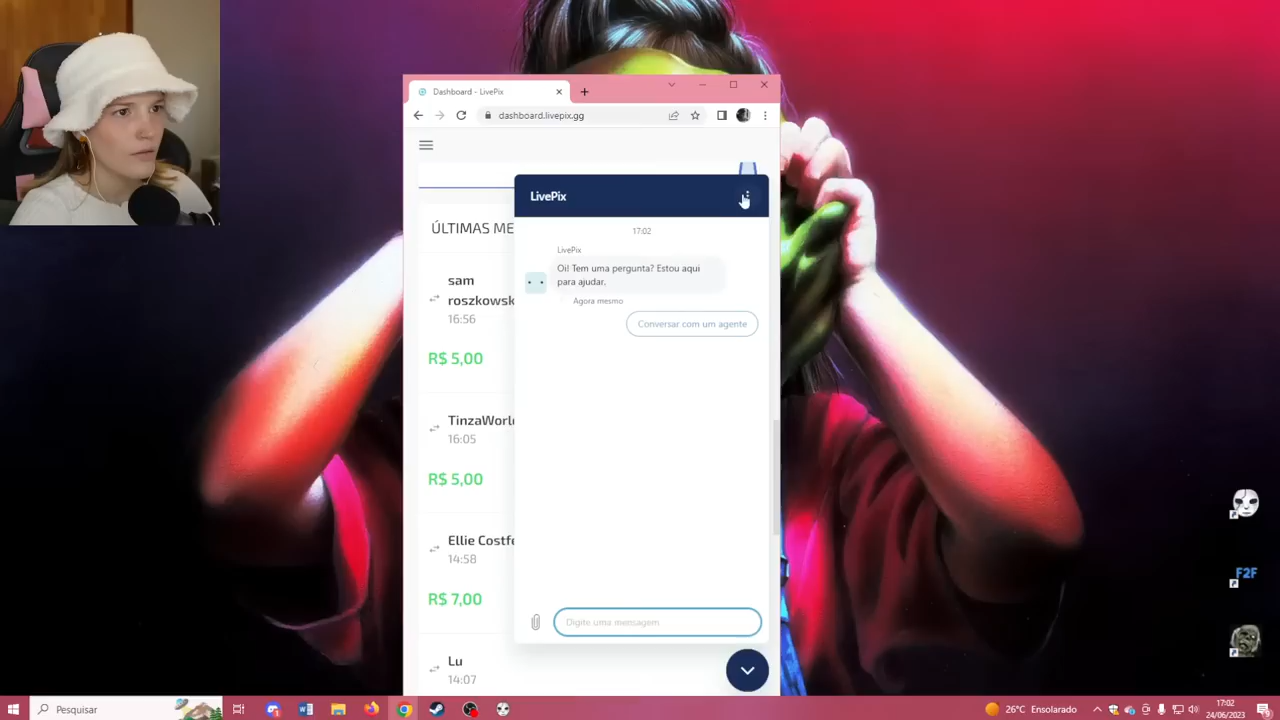 Dashboard - LivePix
dashboard.livepix.gg
LivePix
17:02
ÚLTIMAS ME
LivePix
Oi! Tem uma pergunta? Estou aqui
para ajudar.
Agora mesmo
Conversar com um agente
sam
roszkowsk
16:56
R$ 5,00
TinzaWorl
16:05
R$ 5,00
Ellie Costf
14:58
R$ 7,00
Lu
14:07
Digite uma mensagem
F2F
Pesquisar
26°C Ensolarado
17:02
24/06/2023